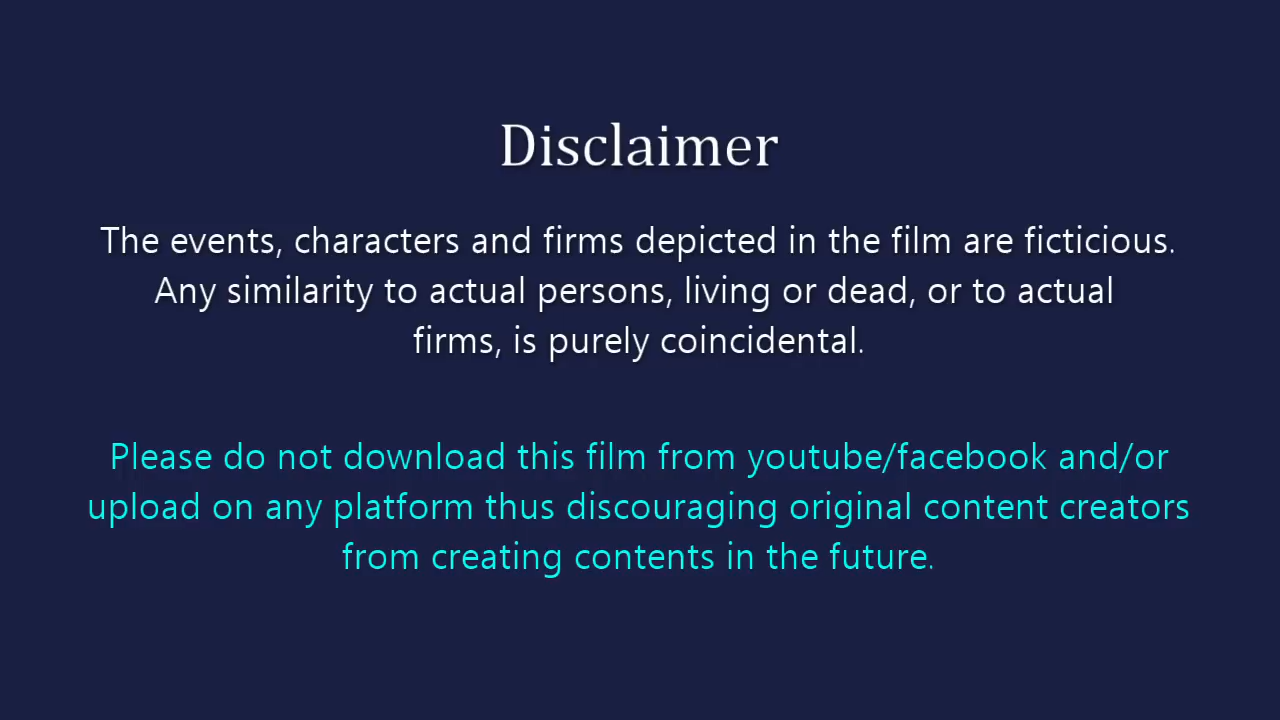 Disclaimer
The events, characters and firms depicted in the film are ficticious.
Any similarity to actual persons, living or dead, or to actual
firms, is purely coincidental.
Please do not download this film from youtube/facebook and/or
upload on any platform thus discouraging original content creators
from creating contents in the future.